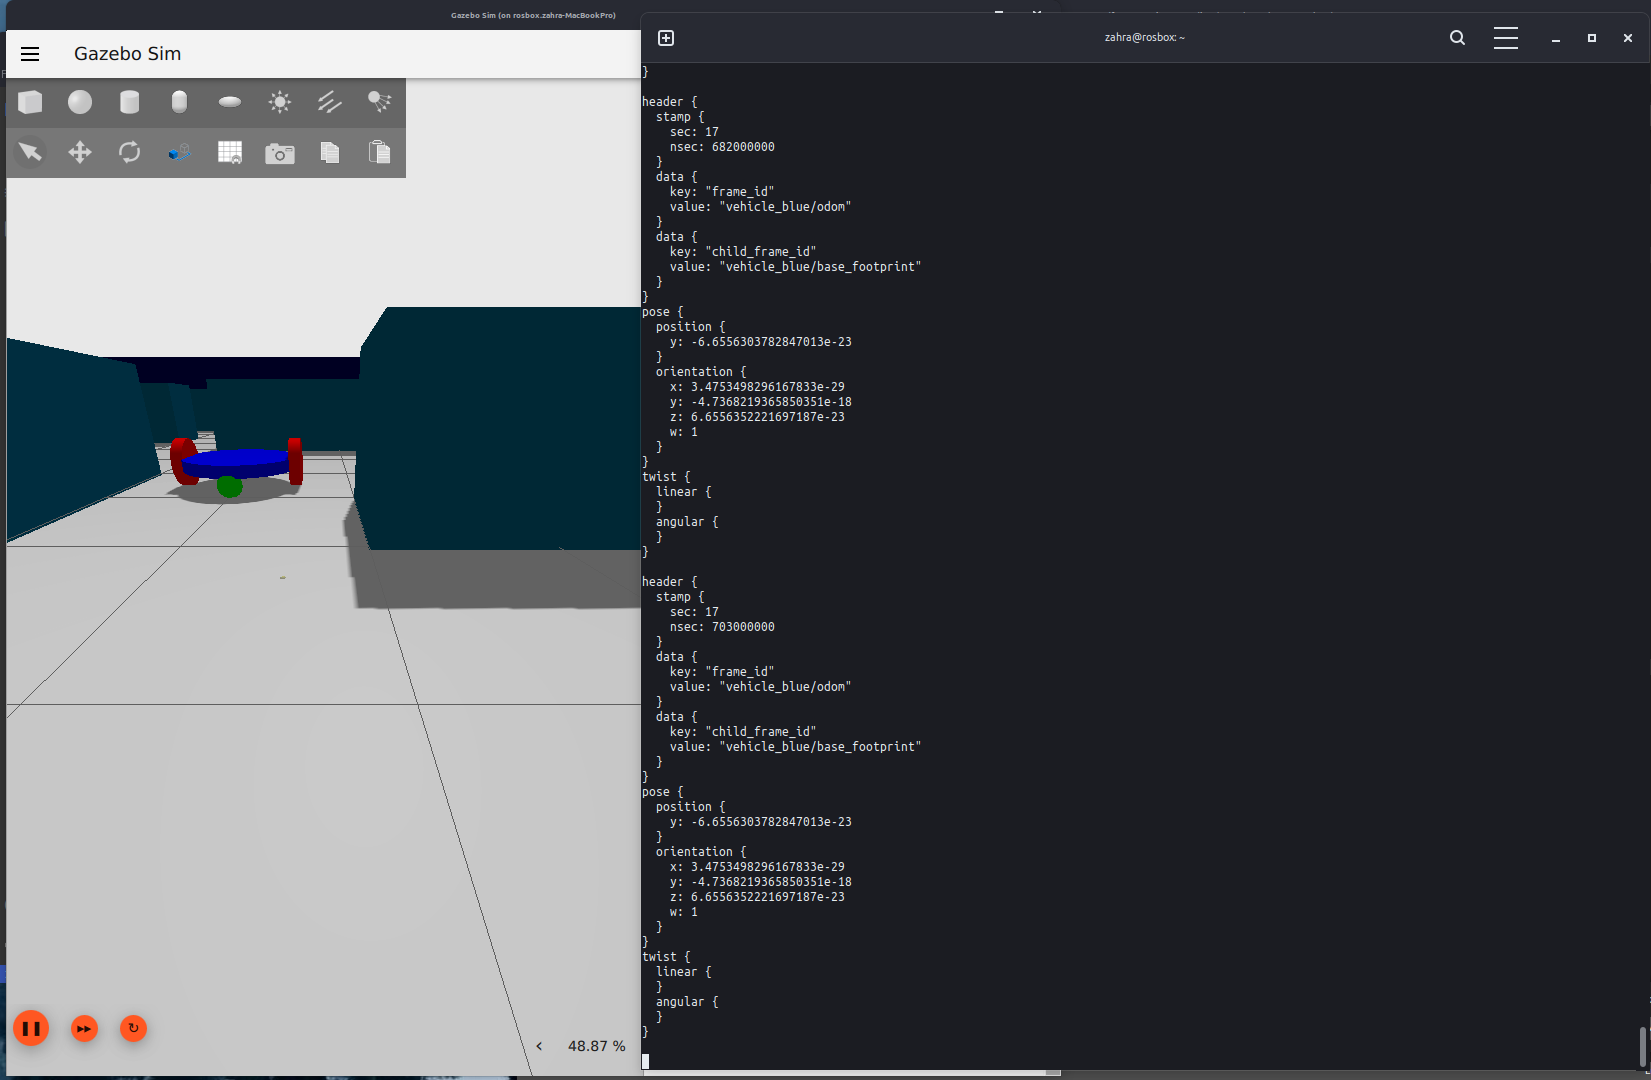 Gazebo Sim (on rosbox.zahra-MacBookPro)
Gazebo Sim
48.87 %
zahra@rosbox: ~
}
header {
  stamp {
    sec: 17
    nsec: 682000000
  }
  data {
    key: "frame_id"
    value: "vehicle_blue/odom"
  }
  data {
    key: "child_frame_id"
    value: "vehicle_blue/base_footprint"
  }
}
pose {
  position {
    y: -6.6556303782847013e-23
  }
  orientation {
    x: 3.4753498296167833e-29
    y: -4.7368219365850351e-18
    z: 6.6556352221697187e-23
    w: 1
  }
}
twist {
  linear {
  }
  angular {
  }
}
header {
  stamp {
    sec: 17
    nsec: 703000000
  }
  data {
    key: "frame_id"
    value: "vehicle_blue/odom"
  }
  data {
    key: "child_frame_id"
    value: "vehicle_blue/base_footprint"
  }
}
pose {
  position {
    y: -6.6556303782847013e-23
  }
  orientation {
    x: 3.4753498296167833e-29
    y: -4.7368219365850351e-18
    z: 6.6556352221697187e-23
    w: 1
  }
}
twist {
  linear {
  }
  angular {
  }
}